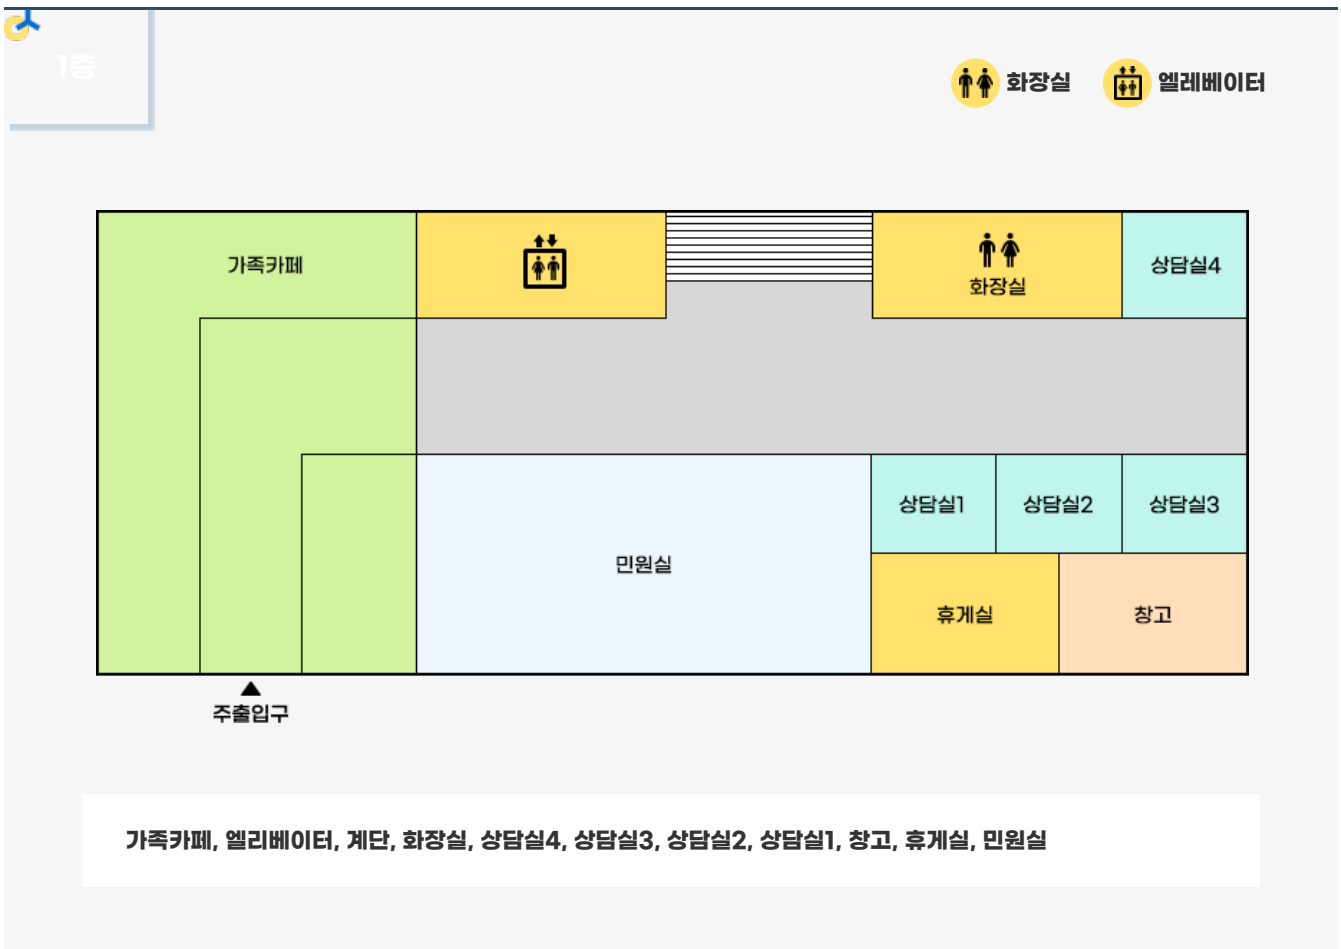 1층
화장실 엘레베이터
가족카페
화장실
상담실4
상담실1 상담실2 상담실3
민원실
휴게실 창고
주출입구
가족카페, 엘리베이터, 계단, 화장실, 상담실4, 상담실3, 상담실2, 상담실1, 창고, 휴게실, 민원실